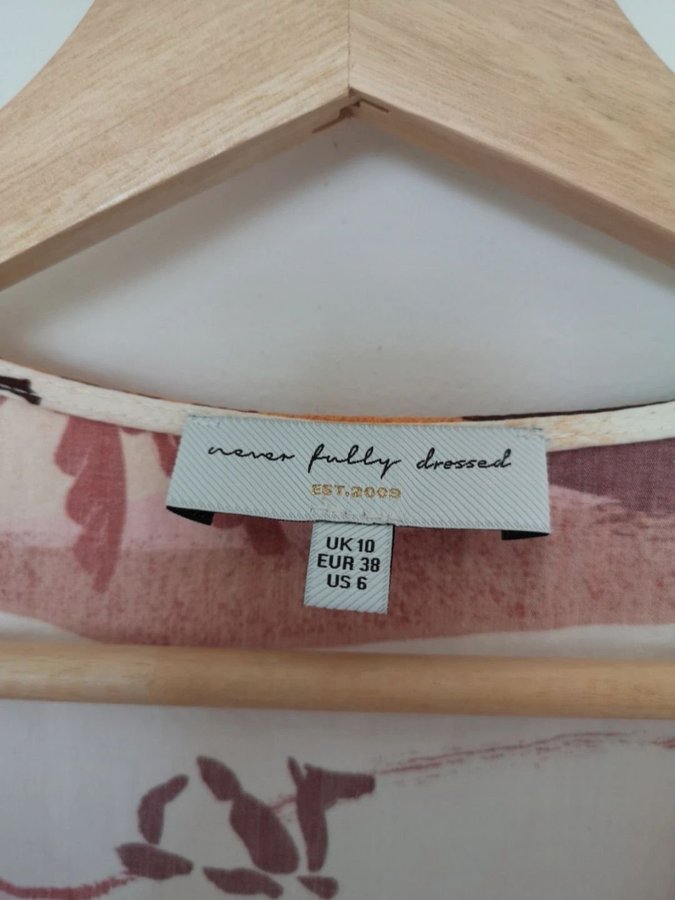 never fully dressed
EST.2009
UK 10
EUR 38
US 6